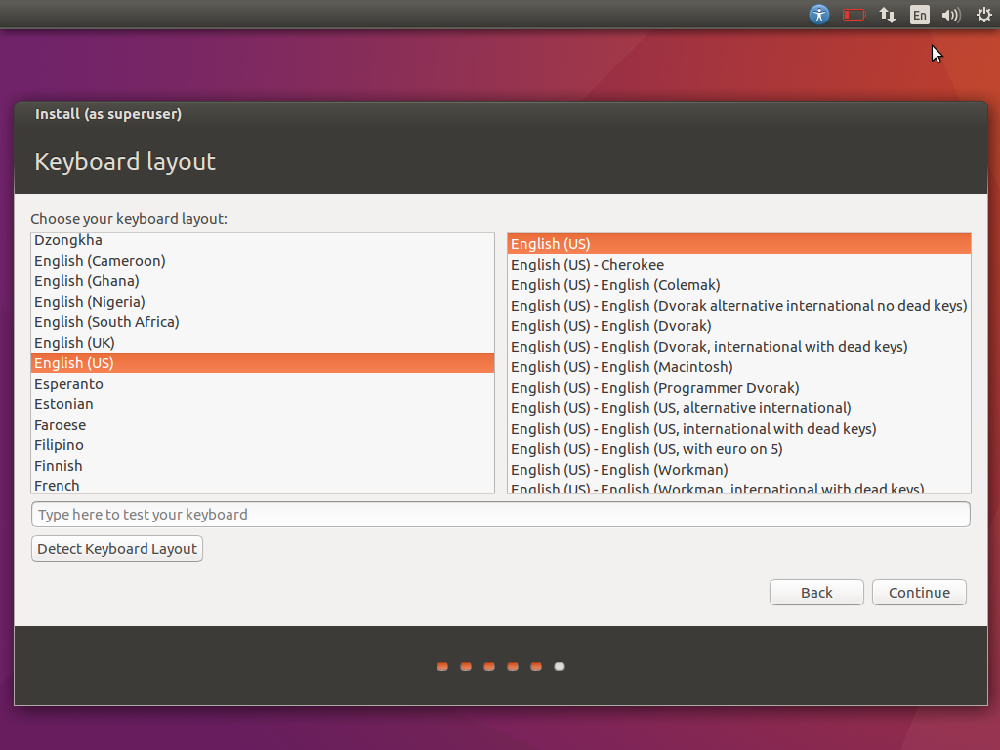 En
Install (as superuser)
Keyboard layout
Choose your keyboard layout:
Dzongkha
English (Cameroon)
English (Ghana)
English (Nigeria)
English (South Africa)
English (UK)
English (US)
Esperanto
Estonian
Faroese
Filipino
Finnish
French
English (US)
English (US) - Cherokee
English (US) - English (Colemak)
English (US) - English (Dvorak alternative international no dead keys)
English (US) - English (Dvorak)
English (US) - English (Dvorak, international with dead keys)
English (US) - English (Macintosh)
English (US) - English (Programmer Dvorak)
English (US) - English (US, alternative international)
English (US) - English (US, international with dead keys)
English (US) - English (US, with euro on 5)
English (US) - English (Workman)
English (US) - English (Workman, international with dead keys)
Type here to test your keyboard
Detect Keyboard Layout
Back
Continue